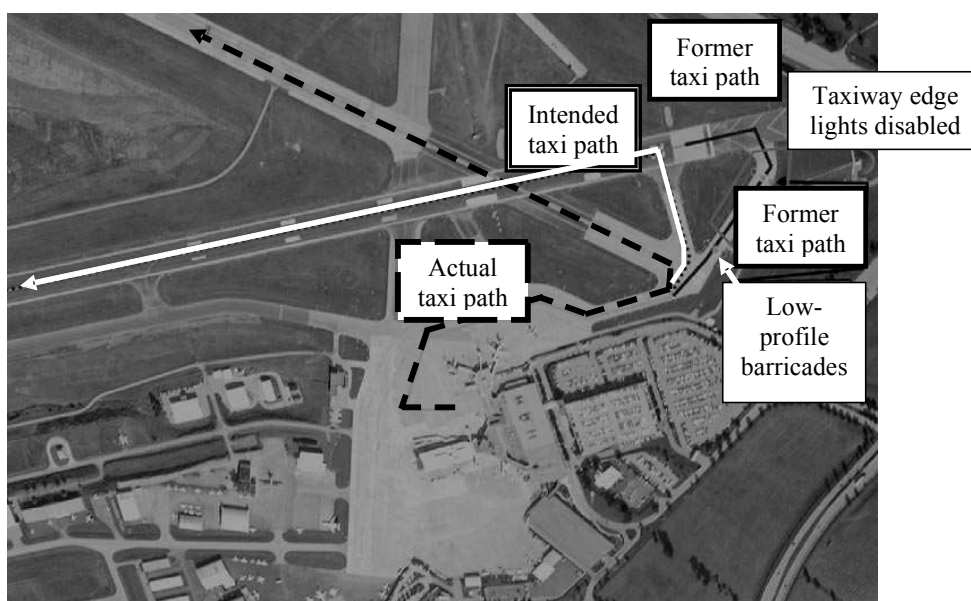 Former
taxi path
Taxiway edge
lights disabled
Intended
taxi path
Former
taxi path
Actual
taxi path
Low-
profile
barricades